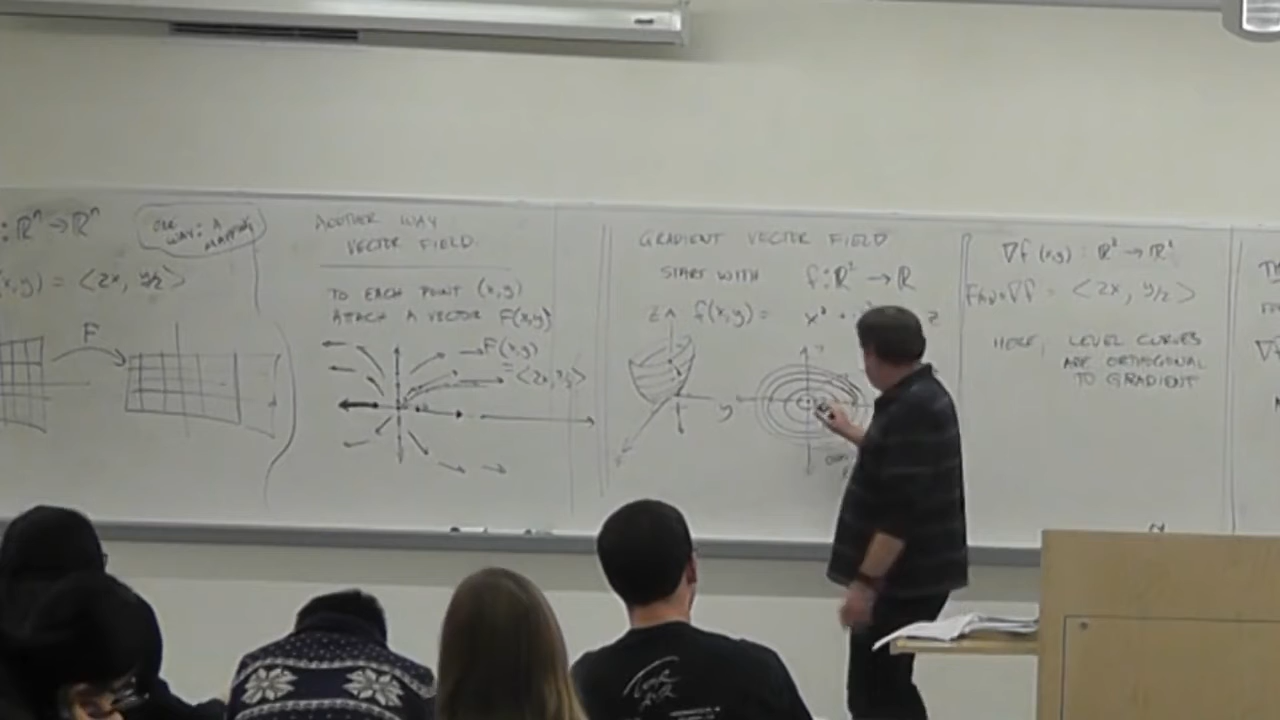 : ℝⁿ → ℝⁿ
(x,y) = <2x, y/2>
ONE WAY: A MAPPING
F
ANOTHER WAY
VECTOR FIELD
TO EACH POINT (x,y)
ATTACH A VECTOR F(x,y)
F(x,y)
= <2x, y/2>
GRADIENT VECTOR FIELD
START WITH f: ℝ² → ℝ
f(x,y) = x² +
z
y
∇f (x,y) : ℝ² → ℝ²
F(x,y) = ∇f = <2x, y/2>
HERE, LEVEL CURVES
ARE ORTHOGONAL
TO GRADIENT